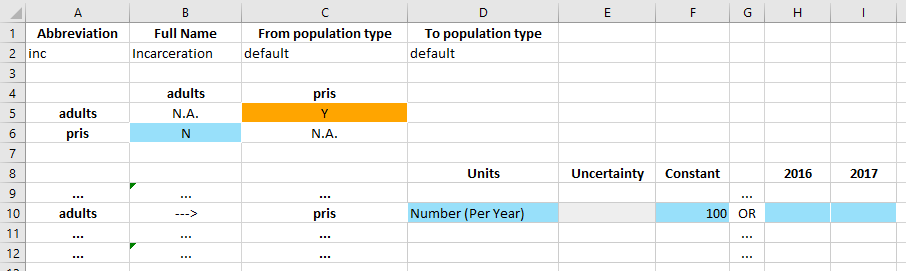 A B C D E F G H I
1 Abbreviation Full Name From population type To population type
2 inc Incarceration default default
3
4 adults pris
5 adults N.A. Y
6 pris N N.A.
7
8 Units Uncertainty Constant 2016 2017
9 ... ... ... ...
10 adults ---> pris Number (Per Year) 100 OR
11 ... ... ... ...
12 ... ... ... ...